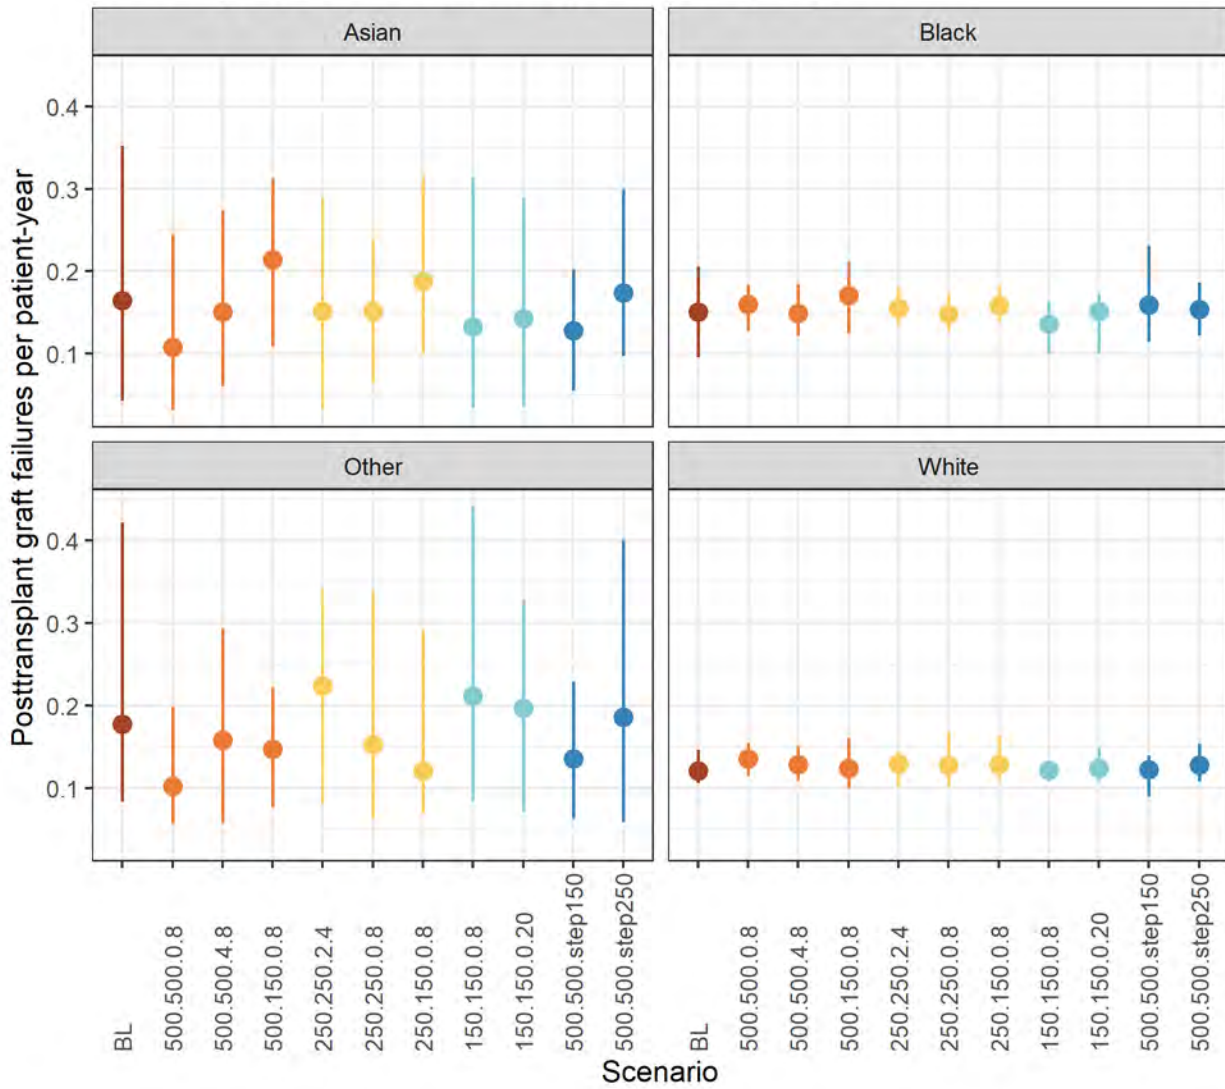 Asian
Black
0.4
0.3
0.2
0.1
Other
White
0.4
0.3
0.2
0.1
Posttransplant graft failures per patient-year
BL
500.500.0.8
500.500.4.8
500.150.0.8
250.250.2.4
250.250.0.8
250.150.0.8
150.150.0.8
150.150.0.20
500.500.step150
500.500.step250
BL
500.500.0.8
500.500.4.8
500.150.0.8
250.250.2.4
250.250.0.8
250.150.0.8
150.150.0.8
150.150.0.20
500.500.step150
500.500.step250
Scenario